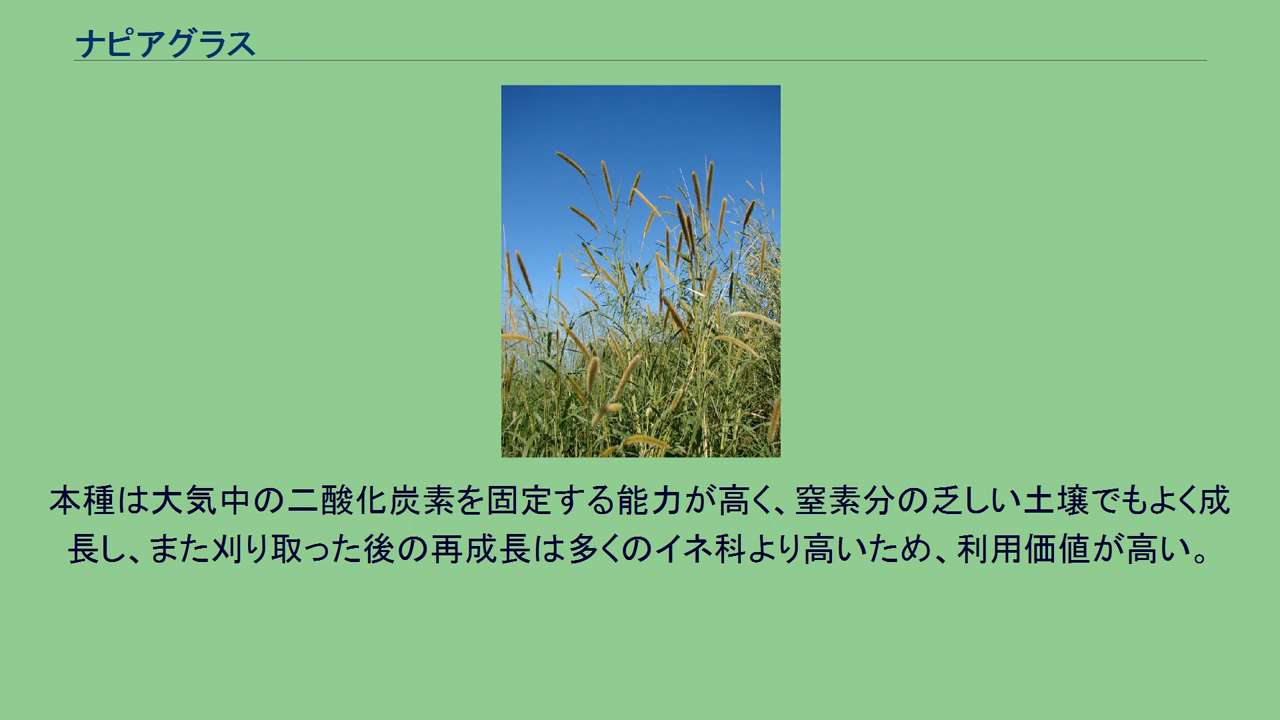 ナピアグラス
本種は大気中の二酸化炭素を固定する能力が高く、窒素分の乏しい土壌でもよく成
長し、また刈り取った後の再成長は多くのイネ科より高いため、利用価値が高い。